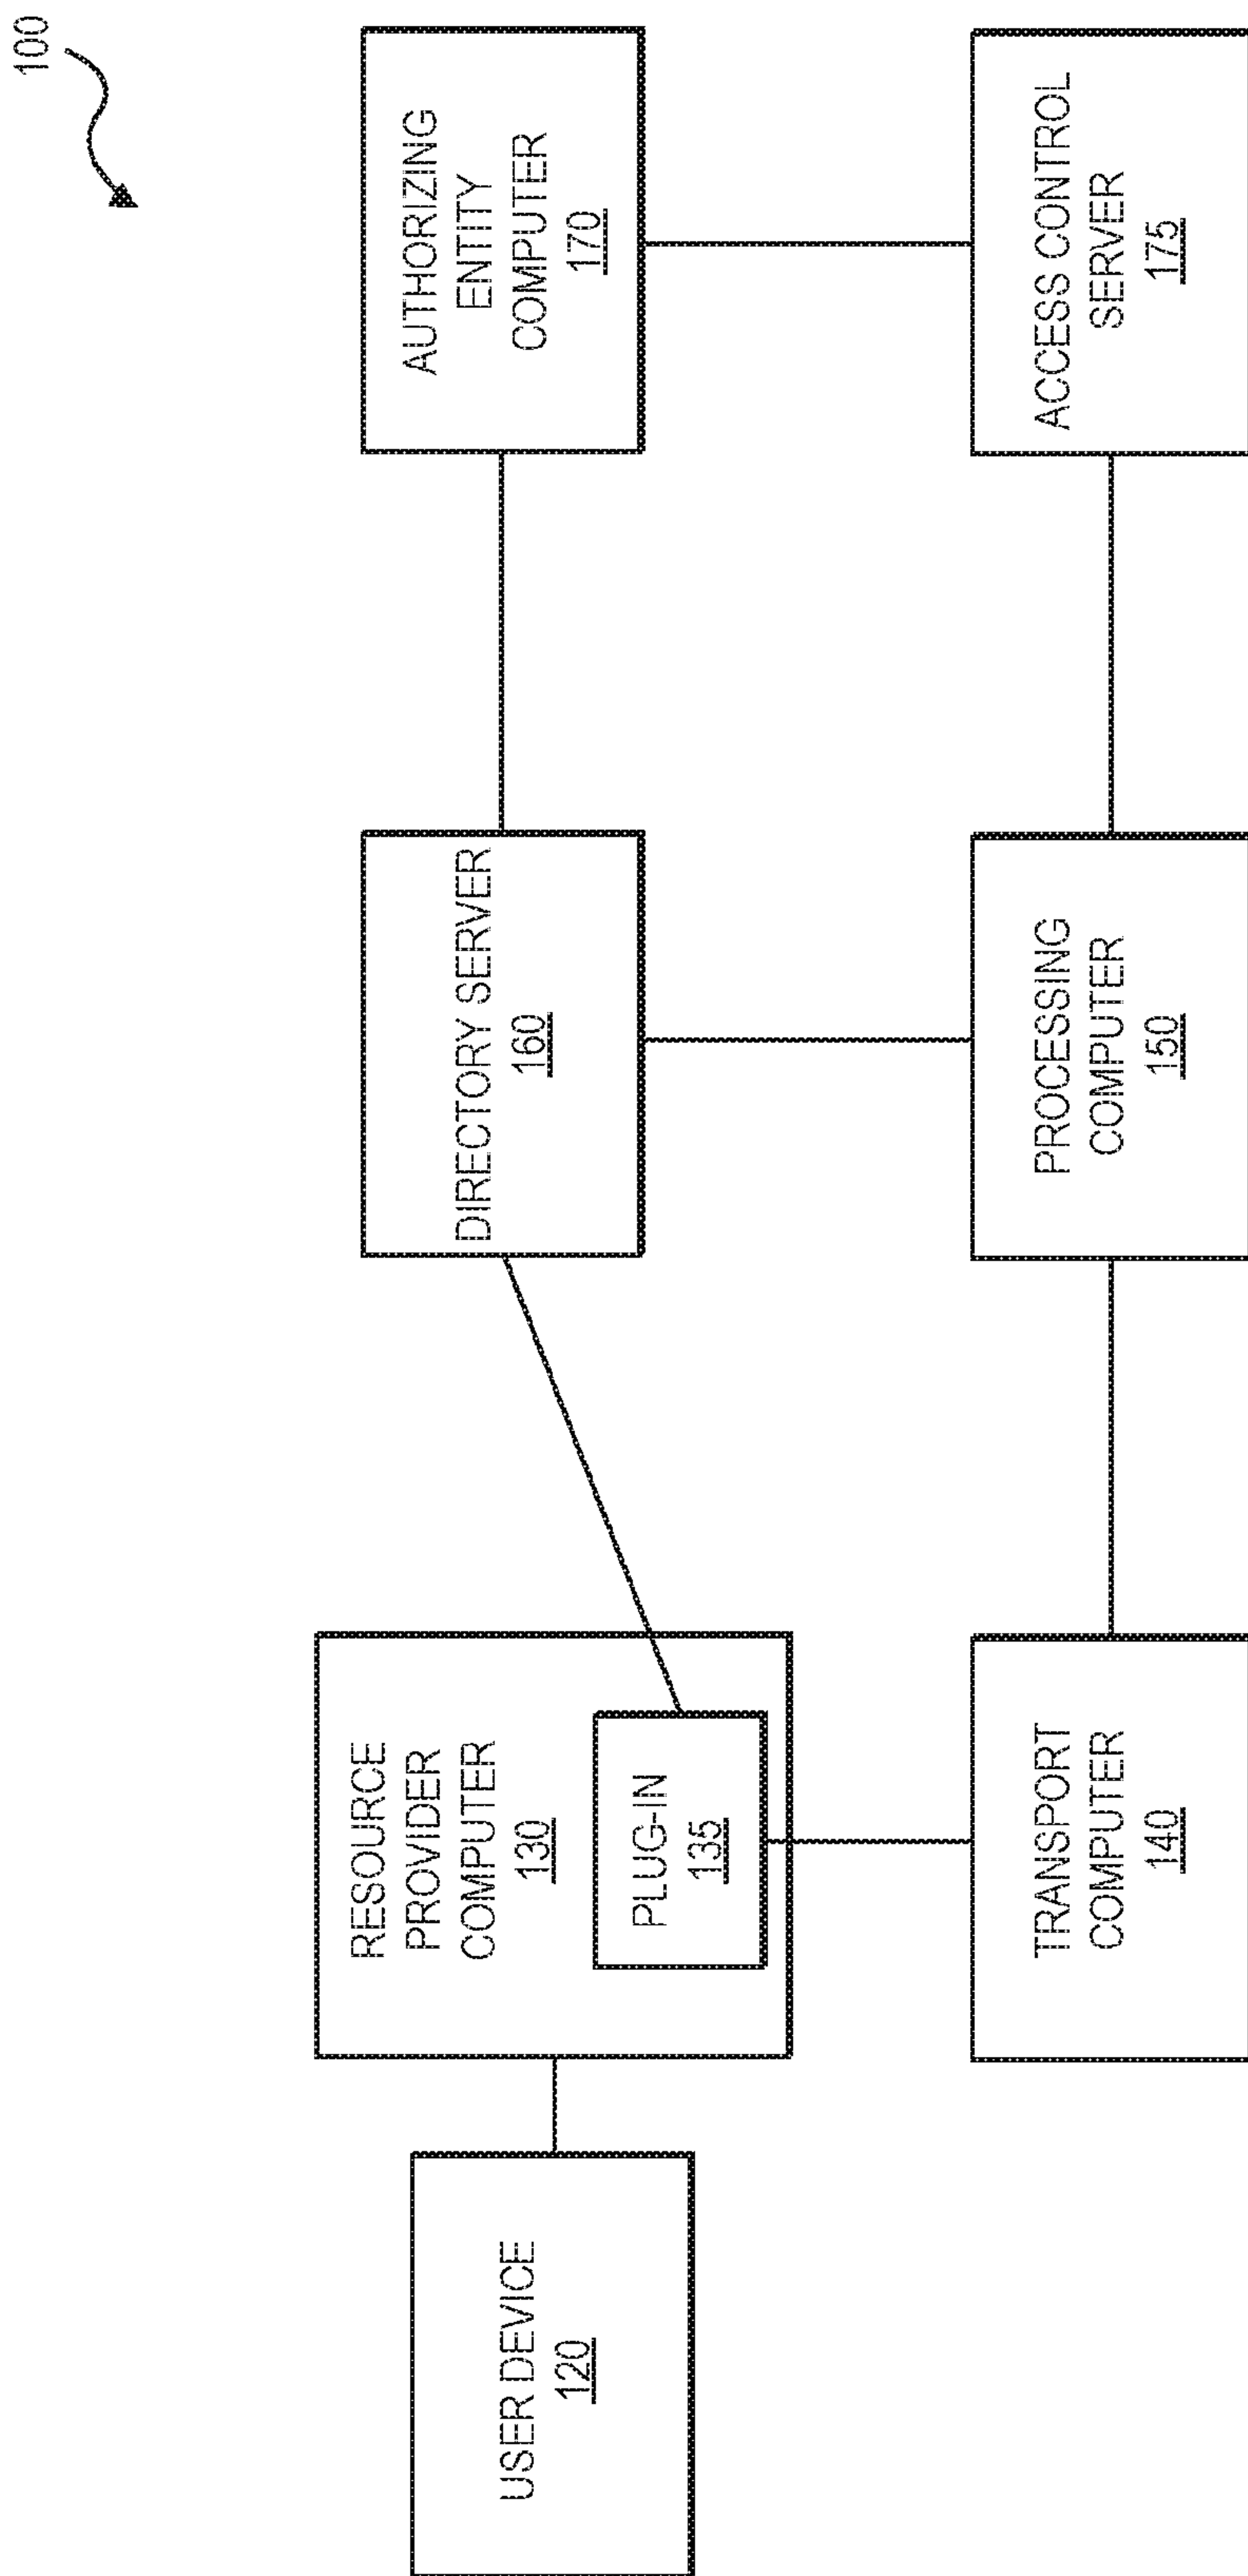 100
USER DEVICE
120
RESOURCE
PROVIDER
COMPUTER
130
PLUG-IN
135
DIRECTORY SERVER
160
AUTHORIZING
ENTITY
COMPUTER
170
TRANSPORT
COMPUTER
140
PROCESSING
COMPUTER
150
ACCESS CONTROL
SERVER
175